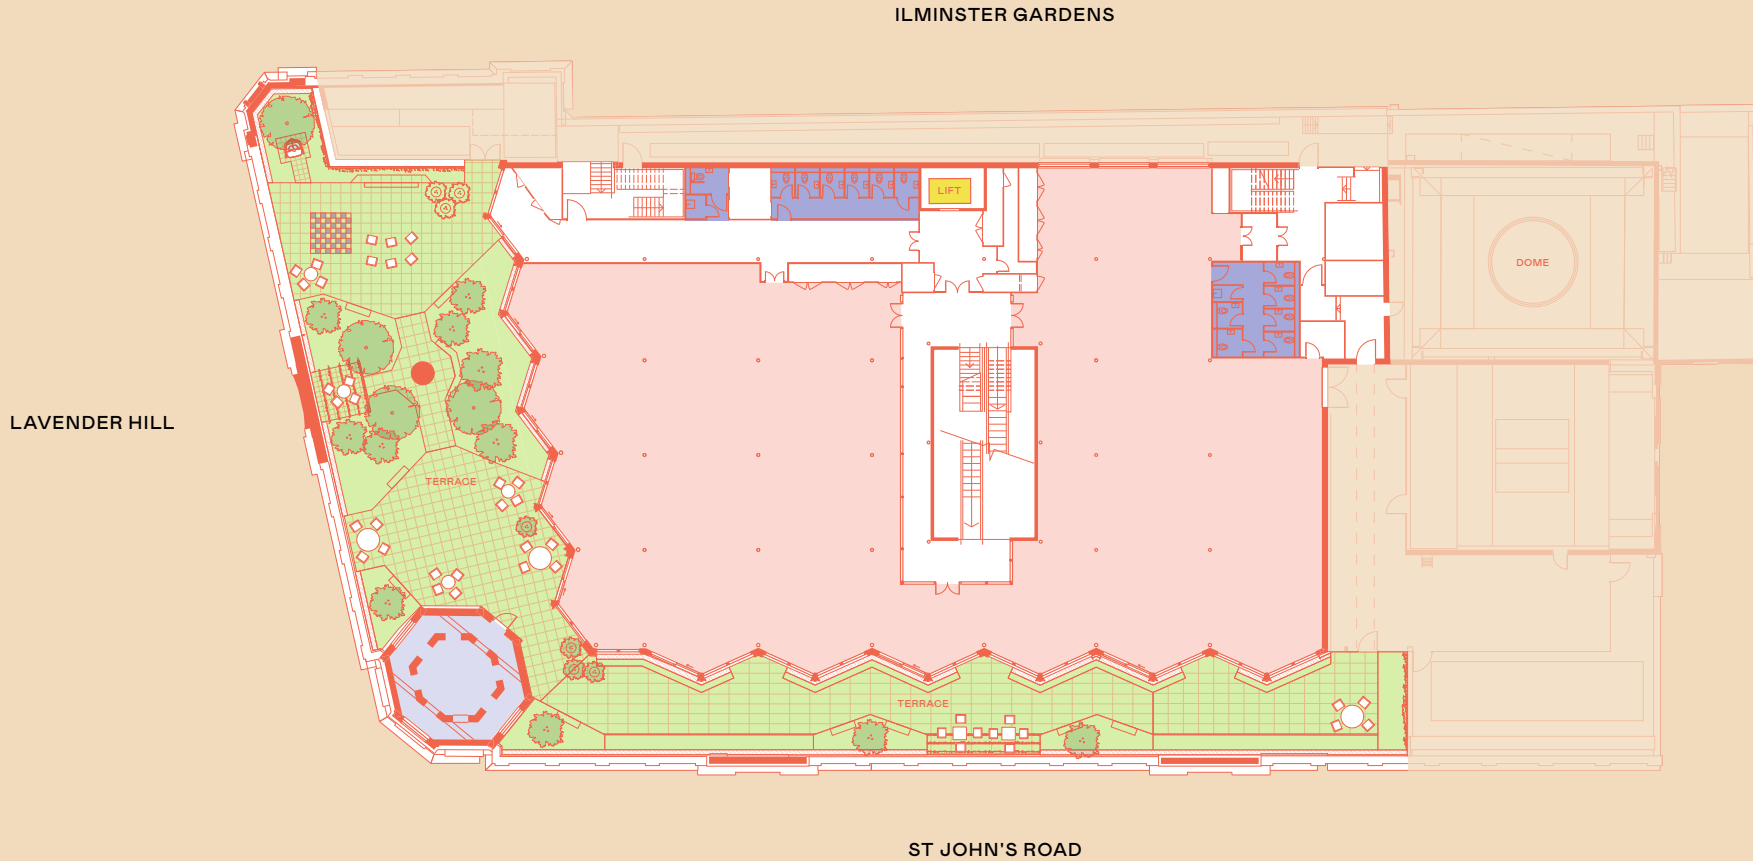 ILMINSTER GARDENS
LIFT
DOME
LAVENDER HILL
TERRACE
TERRACE
ST JOHN'S ROAD